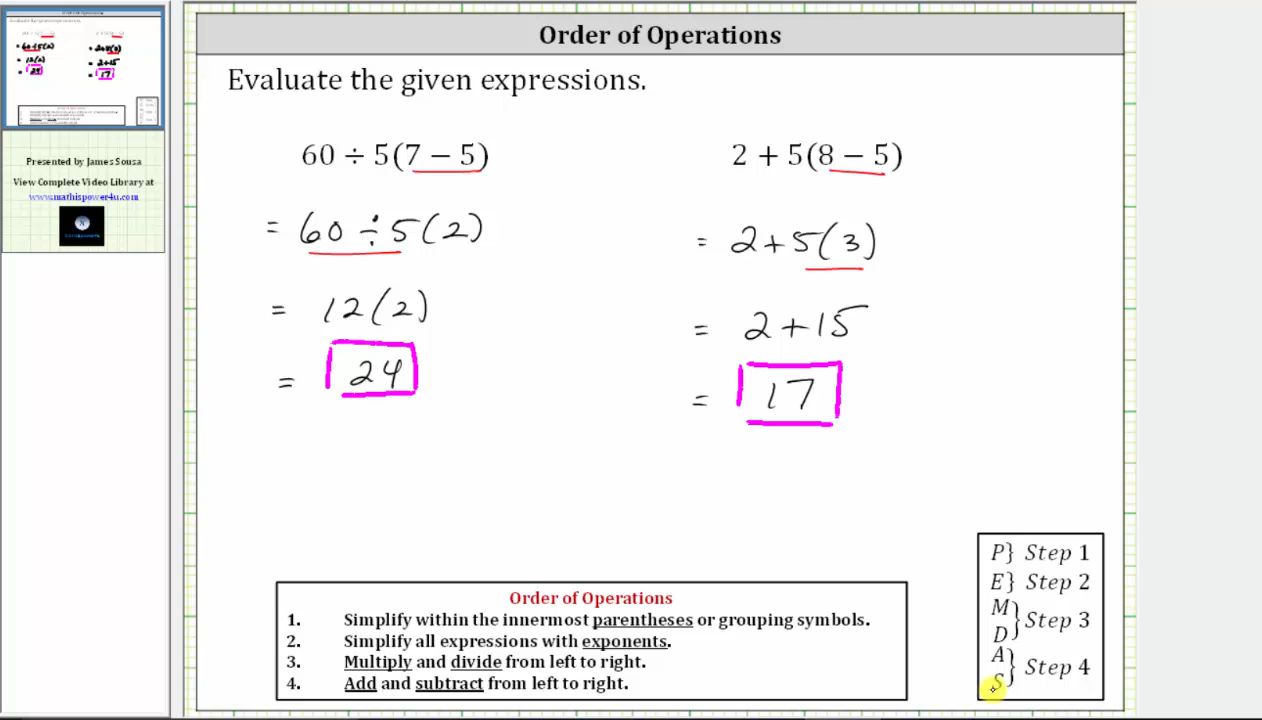 Order of Operations
Evaluate the given expressions.
60 ÷ 5(7 − 5)
= 60 ÷ 5(2)
= 12(2)
= 24
2 + 5(8 − 5)
= 2 + 5(3)
= 2 + 15
= 17
Order of Operations
1. Simplify within the innermost parentheses or grouping symbols.
2. Simplify all expressions with exponents.
3. Multiply and divide from left to right.
4. Add and subtract from left to right.
P} Step 1
E} Step 2
M
D} Step 3
A
S} Step 4
Presented by James Sousa
View Complete Video Library at
www.mathispower4u.com